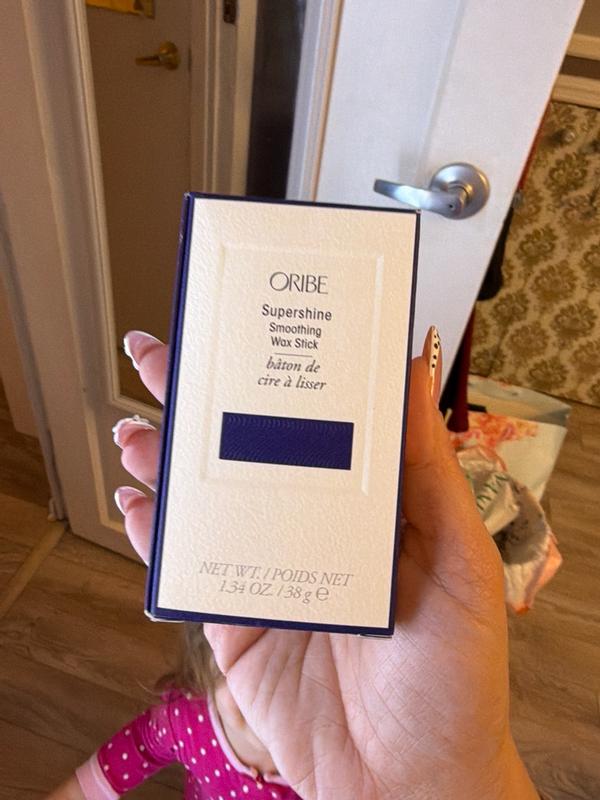 ORIBE
Supershine
Smoothing
Wax Stick
bâton de
cire à lisser
NET WT. / POIDS NET
1.34 OZ. / 38 g ℮